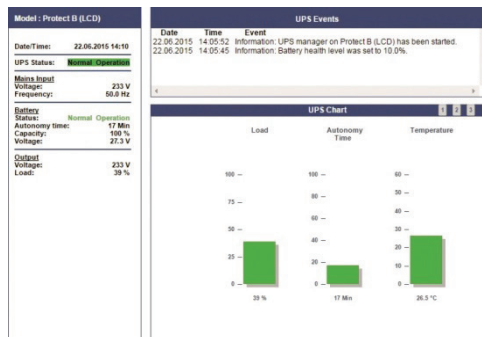 Model : Protect B (LCD)
Date/Time: 22.06.2015 14:10
UPS Status: Normal Operation
Mains Input
Voltage: 233 V
Frequency: 50.0 Hz
Battery
Status: Normal Operation
Autonomy time: 17 Min
Capacity: 100 %
Voltage: 27.3 V
Output
Voltage: 233 V
Load: 39 %
UPS Events
Date Time Event
22.06.2015 14:05:52 Information: UPS manager on Protect B (LCD) has been started.
22.06.2015 14:05:45 Information: Battery health level was set to 10.0%.
UPS Chart 1 2 3
Load Autonomy Time Temperature
100 75 50 25 0
100 80 60 40 20 0
60 50 40 30 20 10 0
39 % 17 Min 26.5 °C